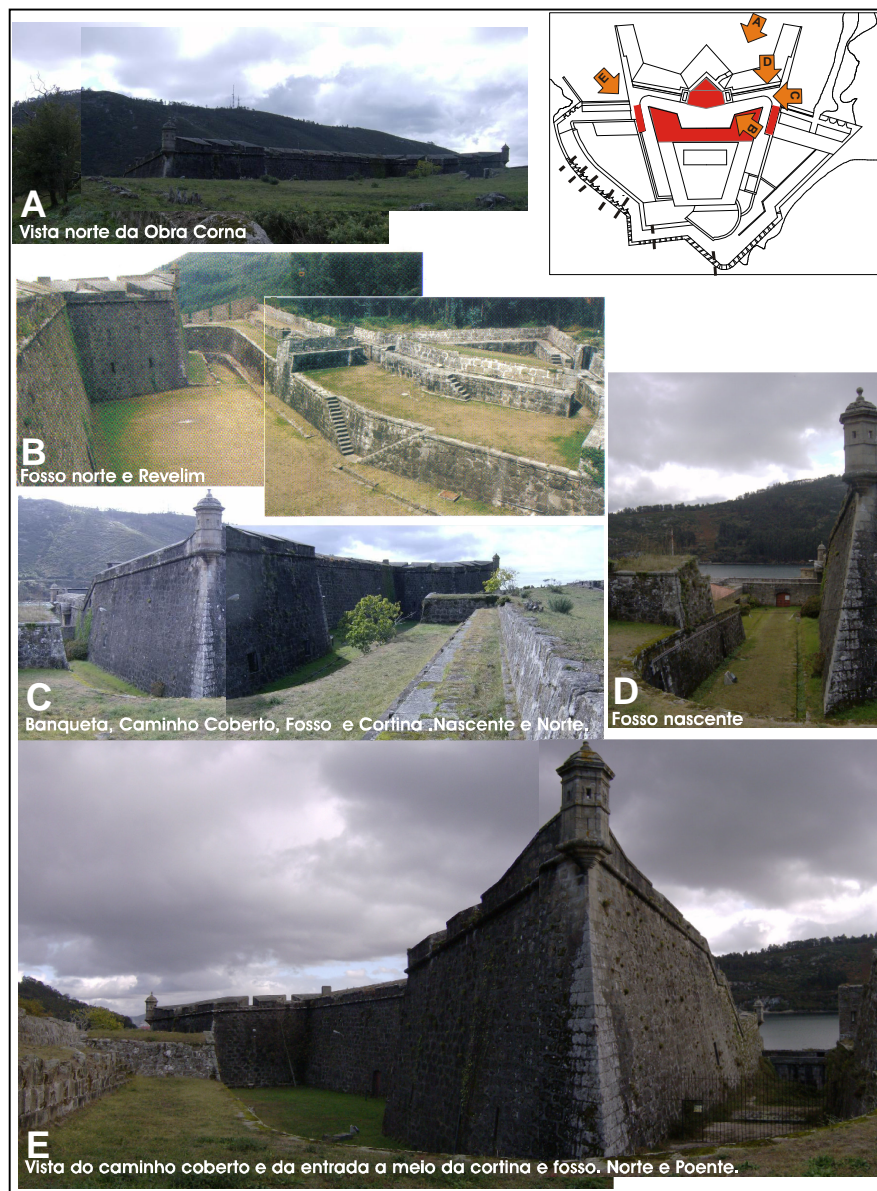 A
D
E
C
B
A
Vista norte da Obra Corna
B
Fosso norte e Revelim
C
Banqueta, Caminho Coberto, Fosso e Cortina .Nascente e Norte.
D
Fosso nascente
E
Vista do caminho coberto e da entrada a meio da cortina e fosso. Norte e Poente.